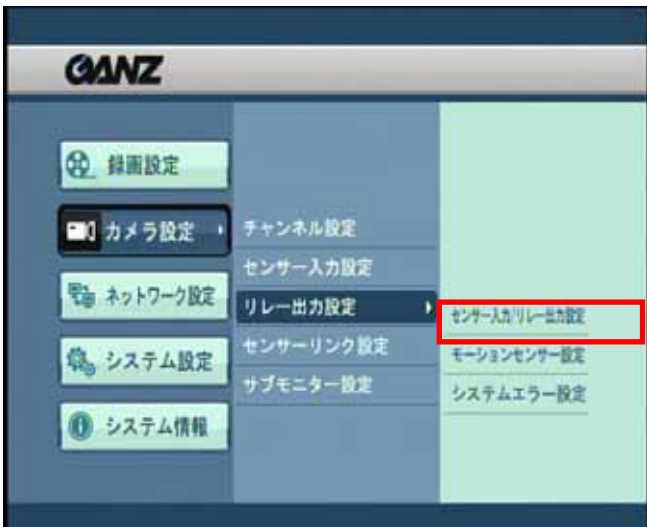 GANZ
録画設定
カメラ設定
ネットワーク設定
システム設定
システム情報
チャンネル設定
センサー入力設定
リレー出力設定
センサーリンク設定
サブモニター設定
センサー入力/リレー出力設定
モーションセンサー設定
システムエラー設定